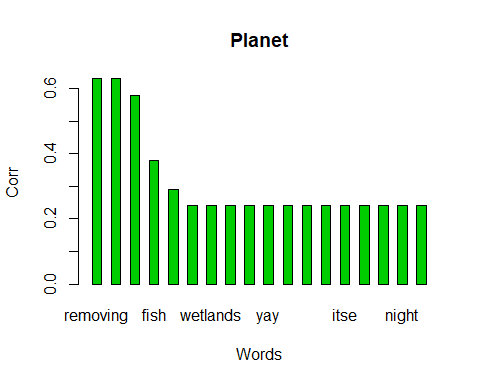 Planet
Corr
0.6
0.2
0.4
0.0
removing fish wetlands yay itse night
Words